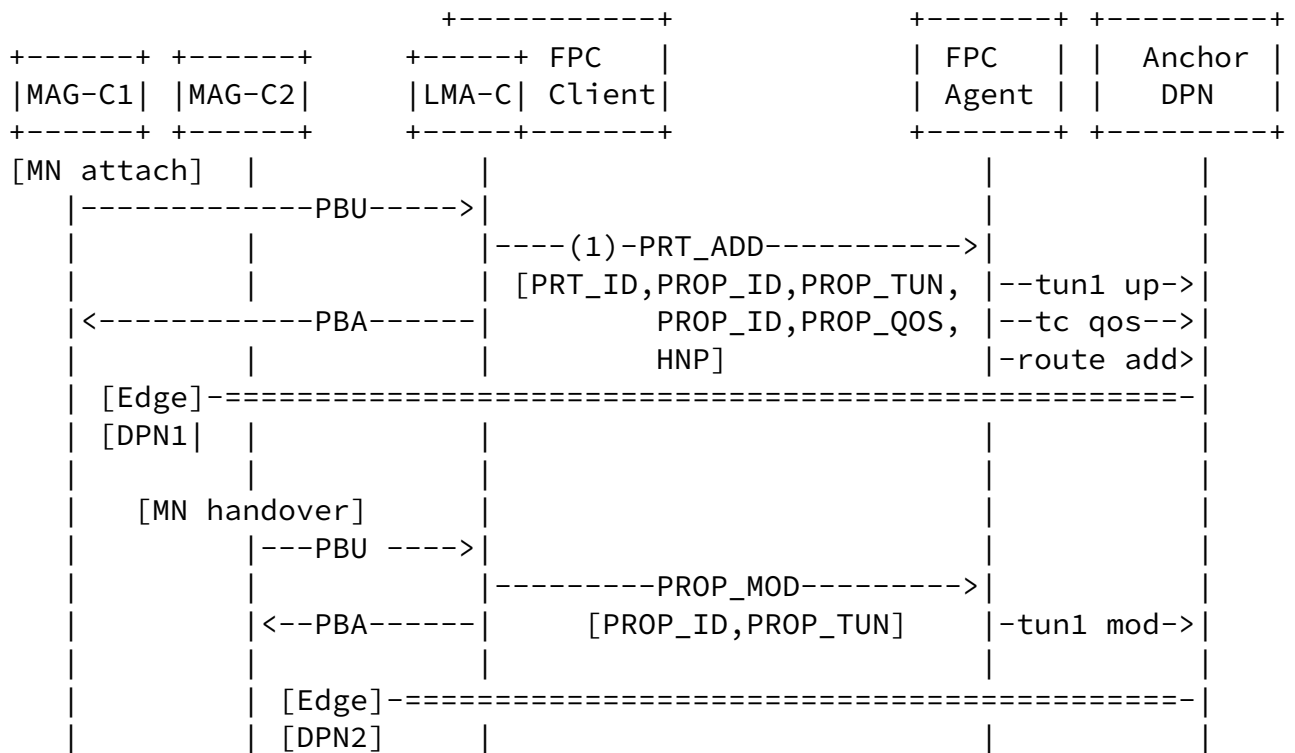 +-----------+             +-------+ +---------+
+------+ +------+     +-----+ FPC   |             | FPC   | |  Anchor |
|MAG-C1| |MAG-C2|     |LMA-C| Client|             | Agent | |   DPN   |
+------+ +------+     +-----+-------+             +-------+ +---------+
[MN attach]  |            |                           |           |
   |-------------PBU----->|                           |           |
   |         |            |----(1)-PRT_ADD----------->|           |
   |         |            | [PRT_ID,PROP_ID,PROP_TUN, |--tun1 up->|
   |<------------PBA------|         PROP_ID,PROP_QOS, |--tc qos-->|
   |         |            |         HNP]              |-route add>|
   | [Edge]-=====================================================-|
   | [DPN1|  |            |                           |           |
   |         |            |                           |           |
   |   [MN handover]      |                           |           |
   |         |---PBU ---->|                           |           |
   |         |            |---------PROP_MOD--------->|           |
   |         |<--PBA------|     [PROP_ID,PROP_TUN]    |-tun1 mod->|
   |         |            |                           |           |
   |         | [Edge]-===========================================-|
   |         | [DPN2]     |                           |           |